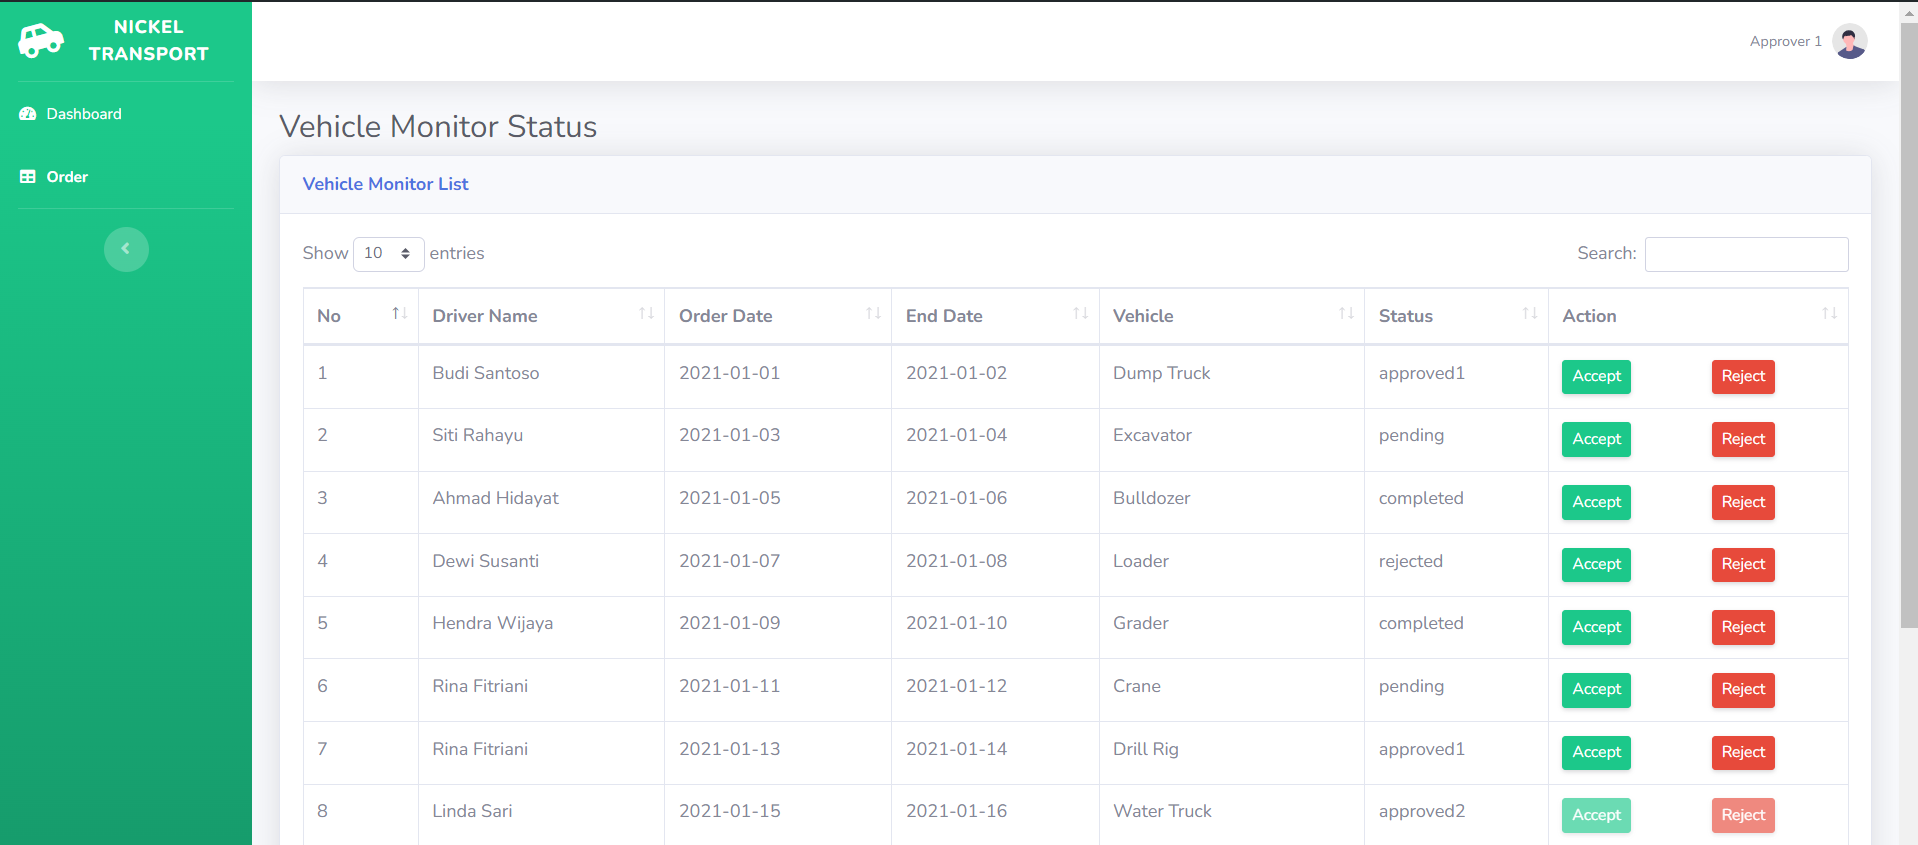 NICKEL
TRANSPORT
Approver 1
Dashboard
Order
Vehicle Monitor Status
Vehicle Monitor List
Show 10 entries
Search:
No Driver Name Order Date End Date Vehicle Status Action
1 Budi Santoso 2021-01-01 2021-01-02 Dump Truck approved1 Accept Reject
2 Siti Rahayu 2021-01-03 2021-01-04 Excavator pending Accept Reject
3 Ahmad Hidayat 2021-01-05 2021-01-06 Bulldozer completed Accept Reject
4 Dewi Susanti 2021-01-07 2021-01-08 Loader rejected Accept Reject
5 Hendra Wijaya 2021-01-09 2021-01-10 Grader completed Accept Reject
6 Rina Fitriani 2021-01-11 2021-01-12 Crane pending Accept Reject
7 Rina Fitriani 2021-01-13 2021-01-14 Drill Rig approved1 Accept Reject
8 Linda Sari 2021-01-15 2021-01-16 Water Truck approved2 Accept Reject